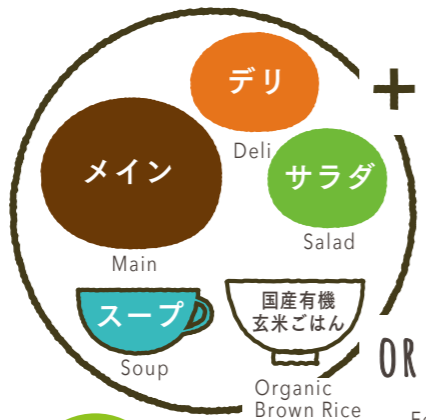 デリ
+
Deli
メイン
サラダ
Salad
Main
スープ
国産有機
玄米ごはん
OR
Soup
Organic
Brown Rice